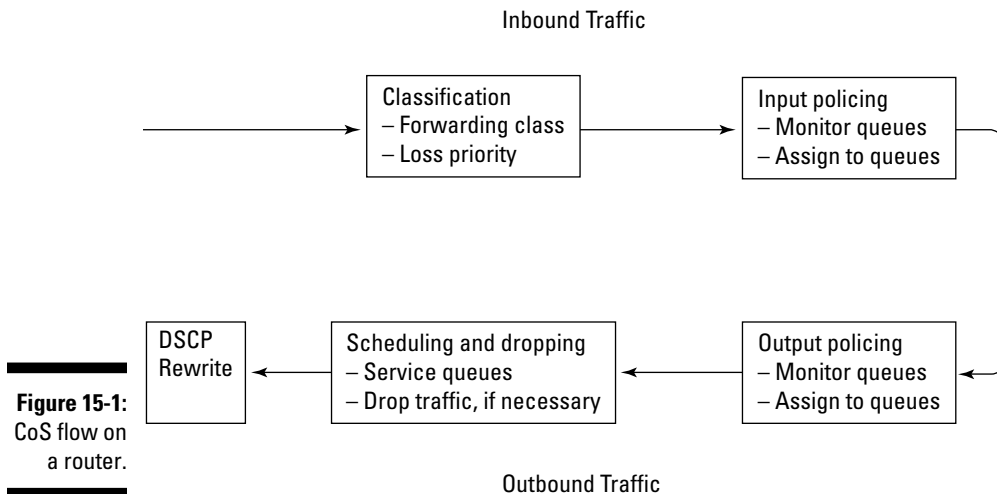 Inbound Traffic
Classification
– Forwarding class
– Loss priority
Input policing
– Monitor queues
– Assign to queues
DSCP
Rewrite
Scheduling and dropping
– Service queues
– Drop traffic, if necessary
Output policing
– Monitor queues
– Assign to queues
Figure 15-1:
CoS flow on
a router.
Outbound Traffic